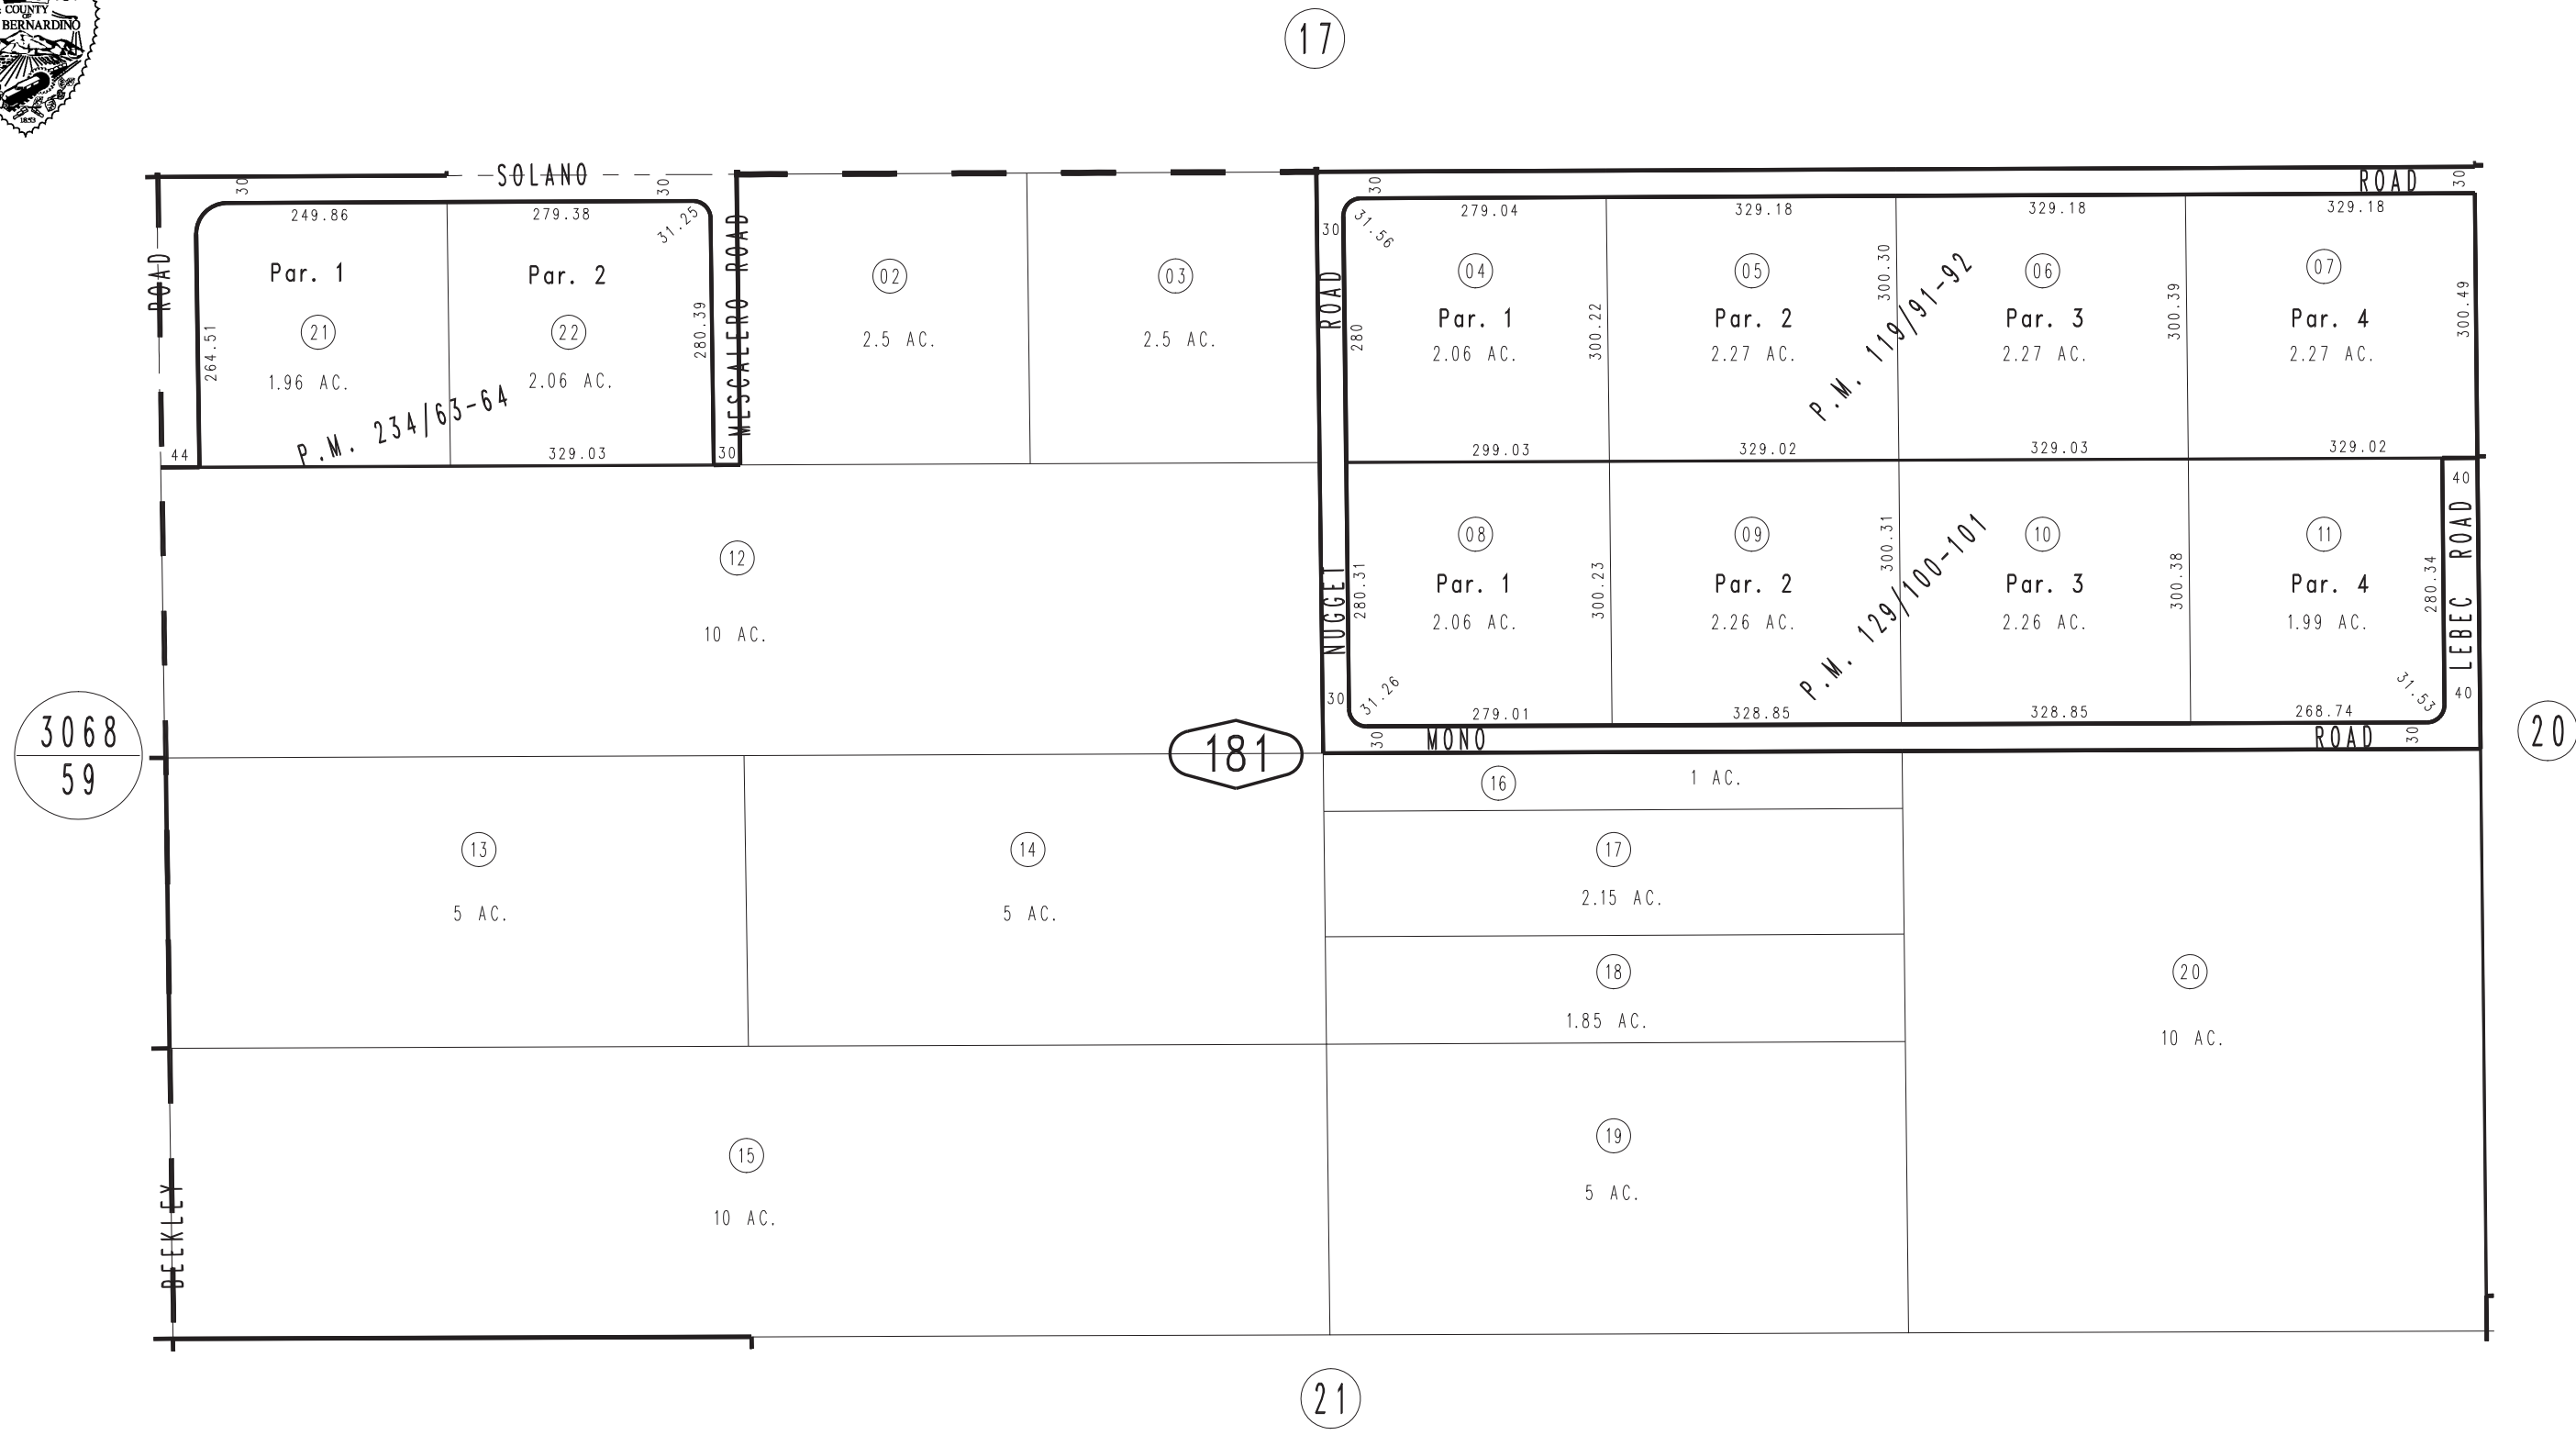 COUNTY
OF
BERNARDINO
1853
17
SOLANO
ROAD
30
30
30
30
249.86
279.38
31.25
279.04
329.18
329.18
329.18
31.56
30
ROAD
MESCALERO ROAD
ROAD
Par. 1
Par. 2
21
22
1.96 AC.
2.06 AC.
264.51
280.39
P.M. 234/63-64
44
329.03
30
02
2.5 AC.
03
2.5 AC.
04
Par. 1
2.06 AC.
280
300.22
05
Par. 2
2.27 AC.
300.30
06
Par. 3
2.27 AC.
300.39
07
Par. 4
2.27 AC.
300.49
P.M. 119/91-92
299.03
329.02
329.03
329.02
40
12
10 AC.
NUGGET
08
Par. 1
2.06 AC.
280.31
300.23
09
Par. 2
2.26 AC.
300.31
10
Par. 3
2.26 AC.
300.38
11
Par. 4
1.99 AC.
280.34
LEBEC ROAD
P.M. 129/100-101
30
31.26
279.01
328.85
328.85
268.74
31.53
40
30
MONO
ROAD
30
3068
59
181
20
16
1 AC.
13
5 AC.
14
5 AC.
17
2.15 AC.
18
1.85 AC.
20
10 AC.
15
10 AC.
19
5 AC.
BEEKLEY
21